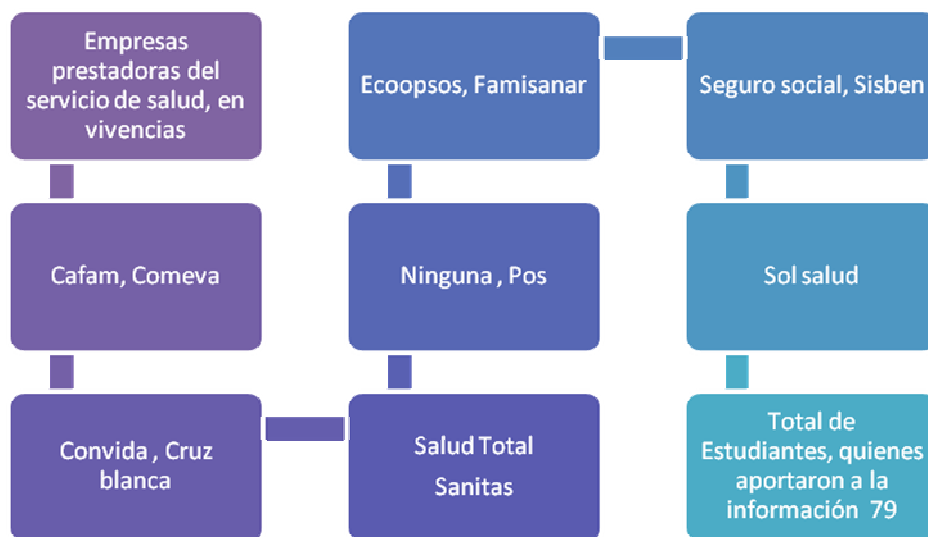 Empresas
prestadoras del
servicio de salud, en
vivencias
Cafam, Comeva
Convida , Cruz
blanca
Salud Total
Sanitas
Ninguna , Pos
Ecoopsos, Famisanar
Seguro social, Sisben
Sol salud
Total de
Estudiantes, quienes
aportaron a la
información 79